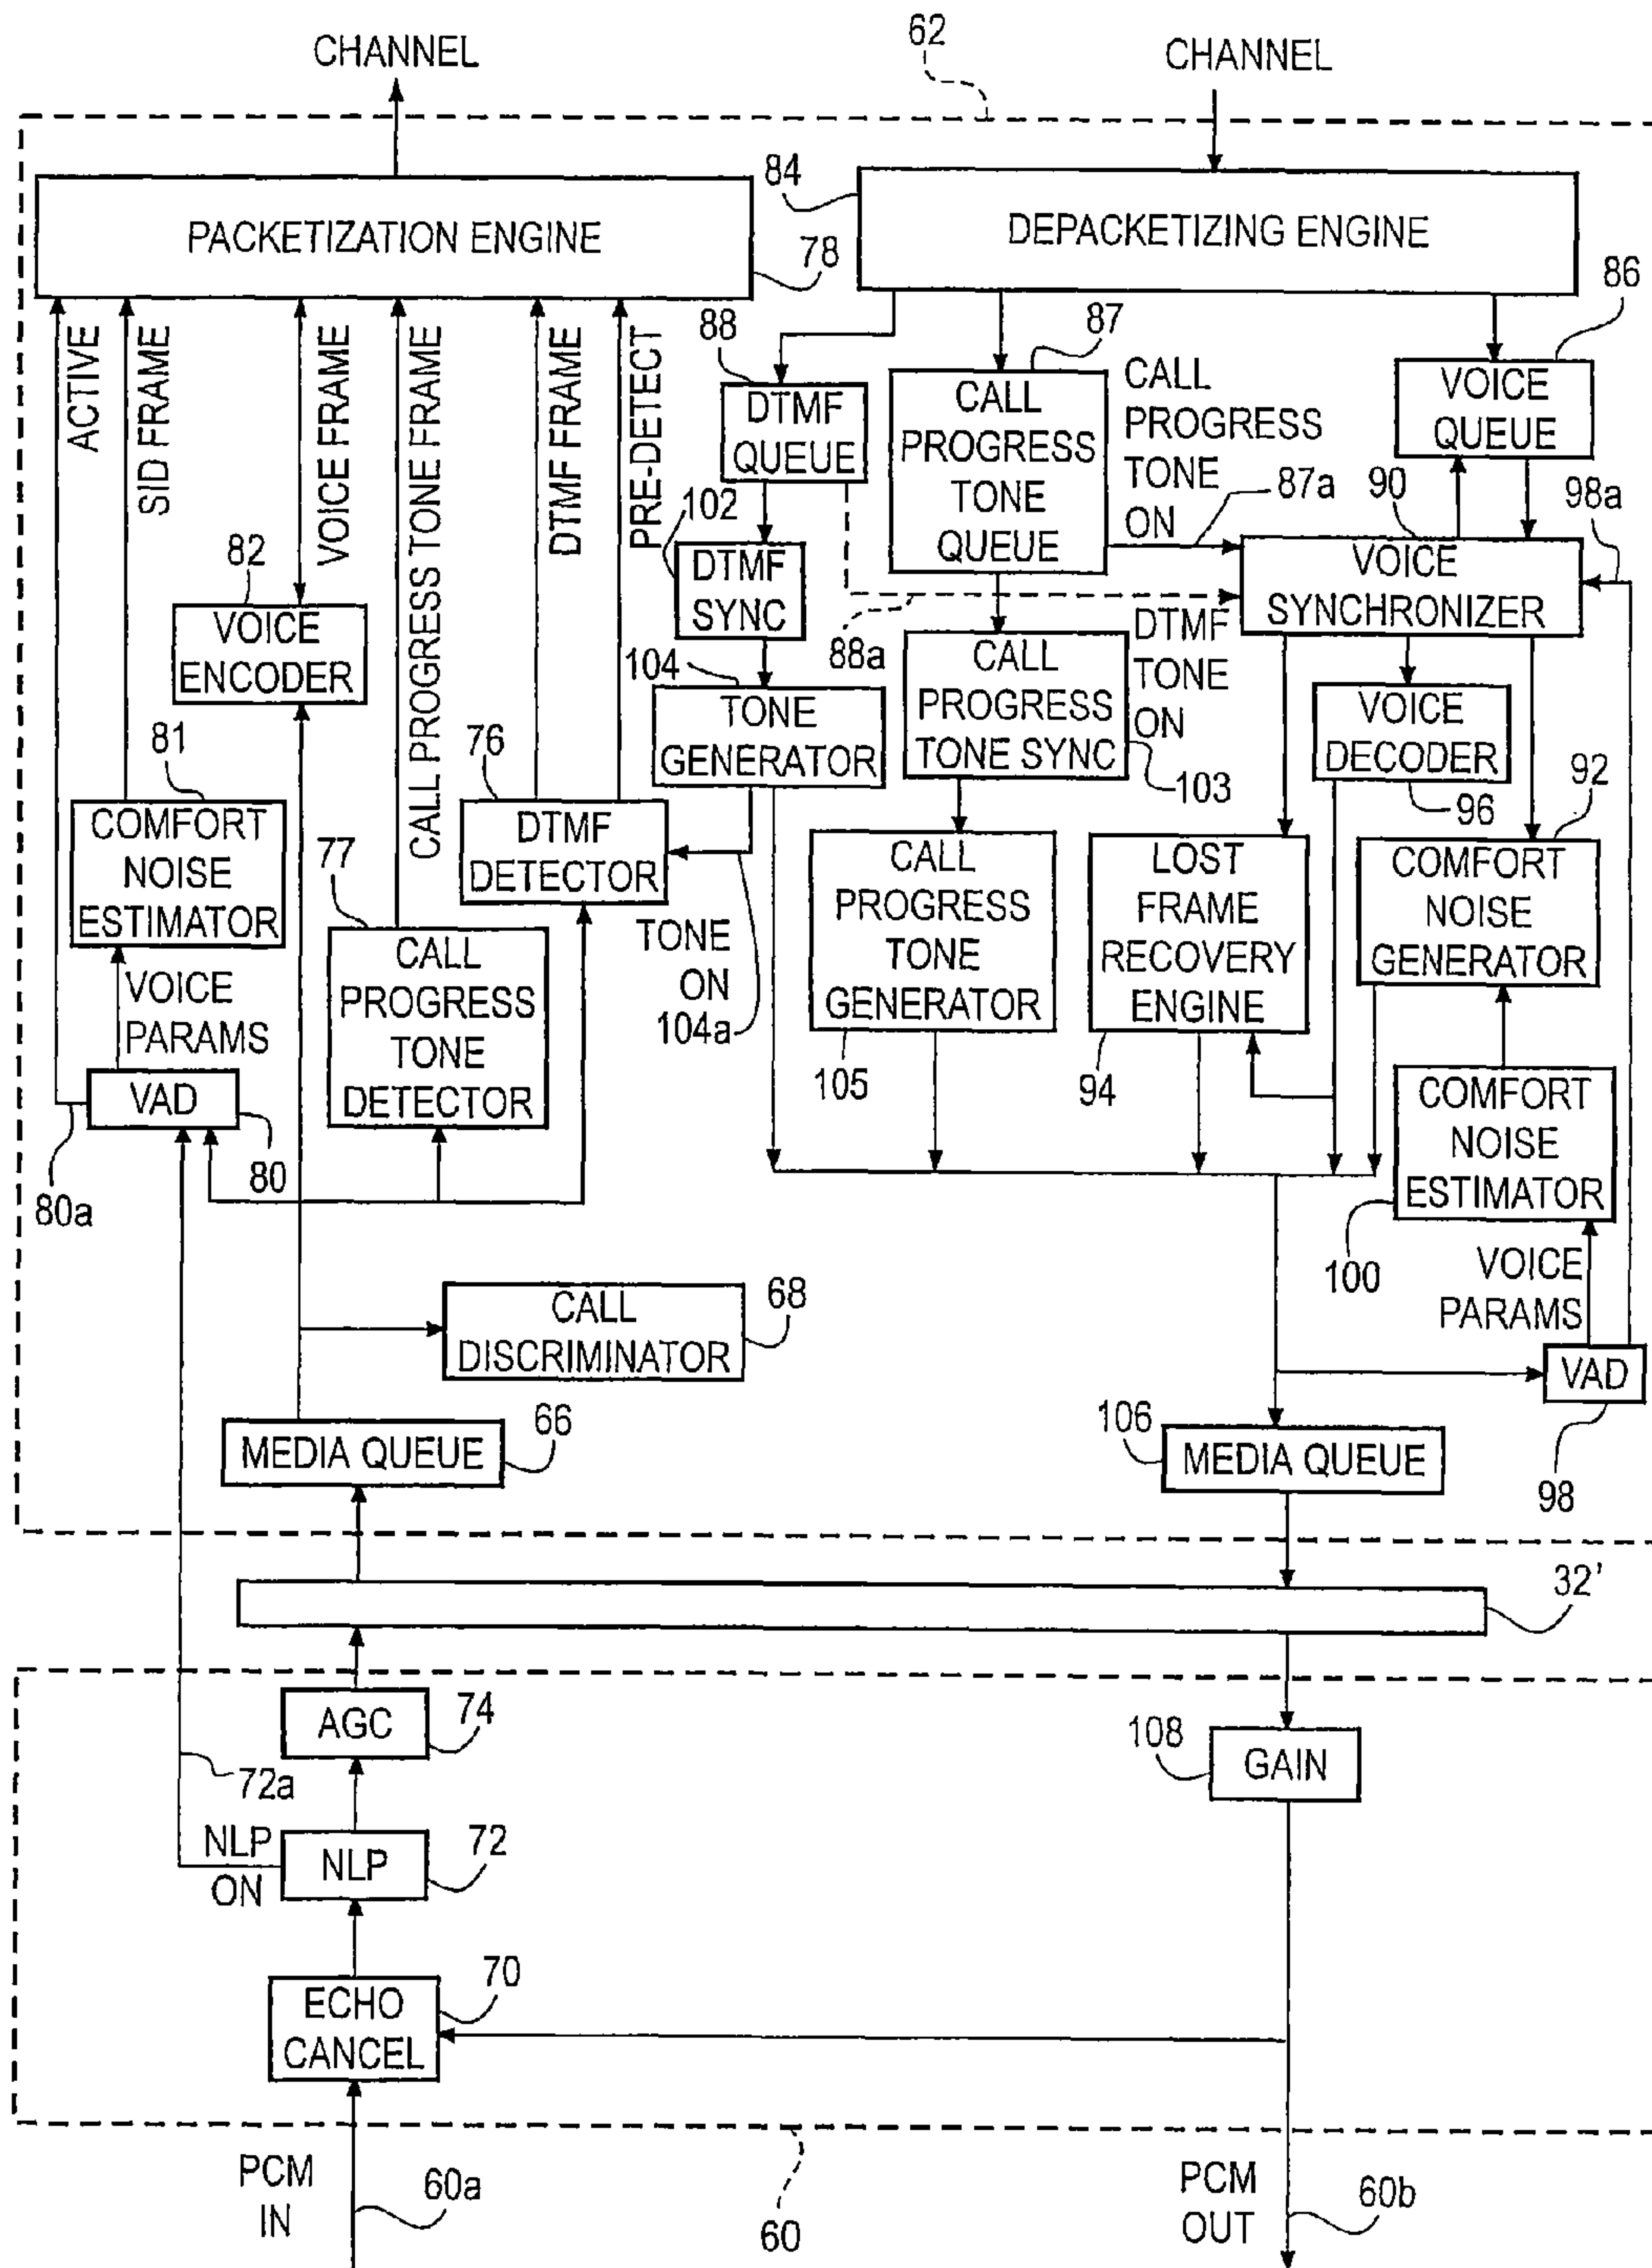 CHANNEL
62
CHANNEL
PACKETIZATION ENGINE
78
84
DEPACKETIZING ENGINE
86
ACTIVE
SID FRAME
VOICE FRAME
CALL PROGRESS TONE FRAME
DTMF FRAME
PRE-DETECT
88
DTMF
QUEUE
87
CALL
PROGRESS
TONE
QUEUE
CALL
PROGRESS
TONE
ON
87a
VOICE
QUEUE
90
98a
102
DTMF
SYNC
88a
VOICE
SYNCHRONIZER
82
VOICE
ENCODER
104
TONE
GENERATOR
CALL
PROGRESS
TONE SYNC
103
DTMF
TONE
ON
VOICE
DECODER
96
92
81
COMFORT
NOISE
ESTIMATOR
76
DTMF
DETECTOR
77
CALL
PROGRESS
TONE
DETECTOR
TONE
ON
104a
CALL
PROGRESS
TONE
GENERATOR
105
LOST
FRAME
RECOVERY
ENGINE
94
COMFORT
NOISE
GENERATOR
VOICE
PARAMS
VAD
80
80a
COMFORT
NOISE
ESTIMATOR
100
VOICE
PARAMS
CALL
DISCRIMINATOR
68
VAD
98
MEDIA QUEUE
66
106
MEDIA QUEUE
32'
AGC
74
72a
108
GAIN
NLP
ON
NLP
72
ECHO
CANCEL
70
PCM
IN
60a
60
PCM
OUT
60b